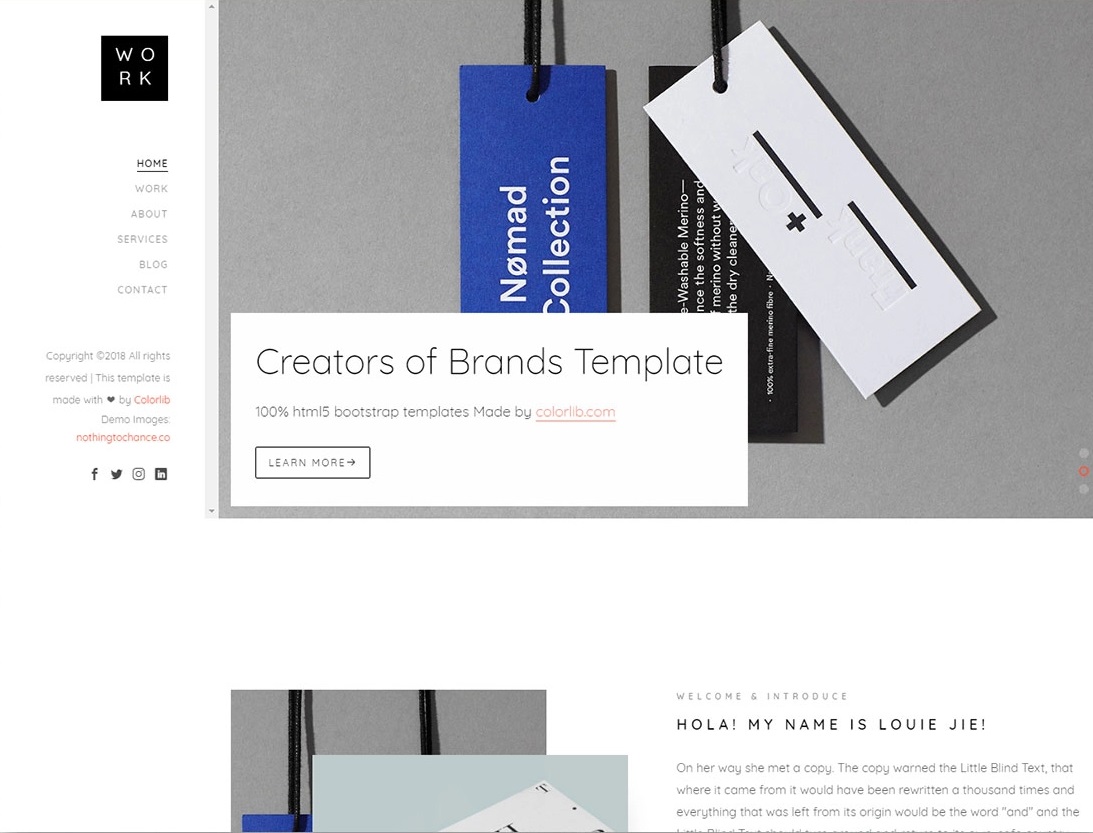 W O
R K
HOME
WORK
ABOUT
SERVICES
BLOG
CONTACT
Copyright ©2018 All rights
reserved | This template is
made with ❤ by Colorlib
Demo Images:
nothingtochance.co
Nømad
Collection
e-Washable Merino—
nce the softness and
f merino without
the dry cleaner
· 100% extra-fine merino fibre ·
Creators of Brands Template
100% html5 bootstrap templates Made by colorlib.com
LEARN MORE→
WELCOME & INTRODUCE
HOLA! MY NAME IS LOUIE JIE!
On her way she met a copy. The copy warned the Little Blind Text, that
where it came from it would have been rewritten a thousand times and
everything that was left from its origin would be the word "and" and the